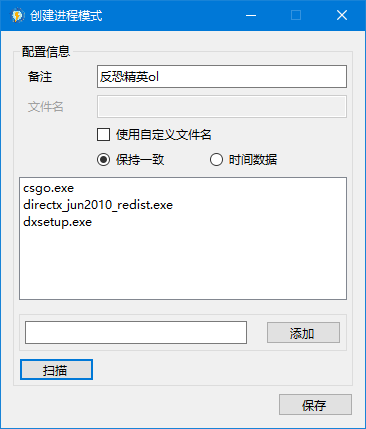 创建进程模式
配置信息
备注 反恐精英ol
文件名
使用自定义文件名
保持一致 时间数据
csgo.exe
directx_jun2010_redist.exe
dxsetup.exe
添加
扫描
保存